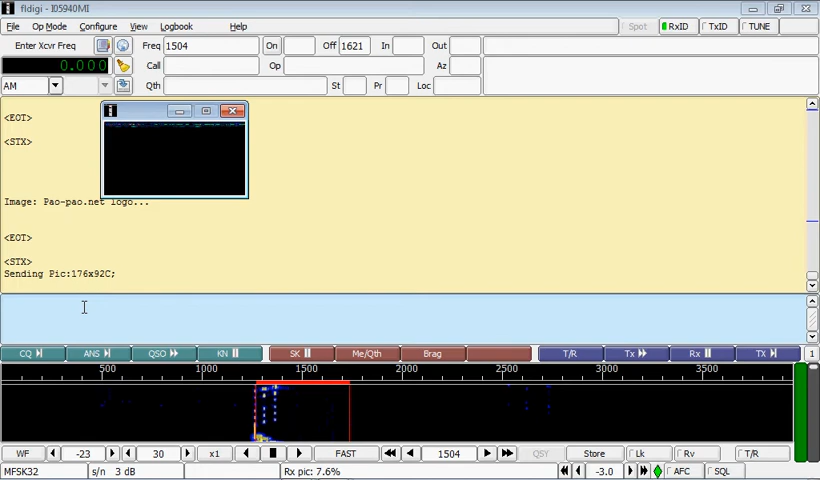 fldigi - I05940MI
File Op Mode Configure View Logbook Help Spot RxID TxID TUNE
Enter Xcvr Freq Freq 1504 On Off 1621 In Out
0.000 Call Op Az
AM Qth St Pr Loc
<EOT>
<STX>
Image: Pao-pao.net logo...
<EOT>
<STX>
Sending Pic:176x92C;
CQ ANS QSO KN SK Me/Qth Brag T/R Tx Rx TX 1
500 1000 1500 2000 2500 3000 3500
WF -23 30 x1 FAST 1504 QSY Store Lk Rv T/R
MFSK32 s/n 3 dB Rx pic: 7.6% -3.0 AFC SQL